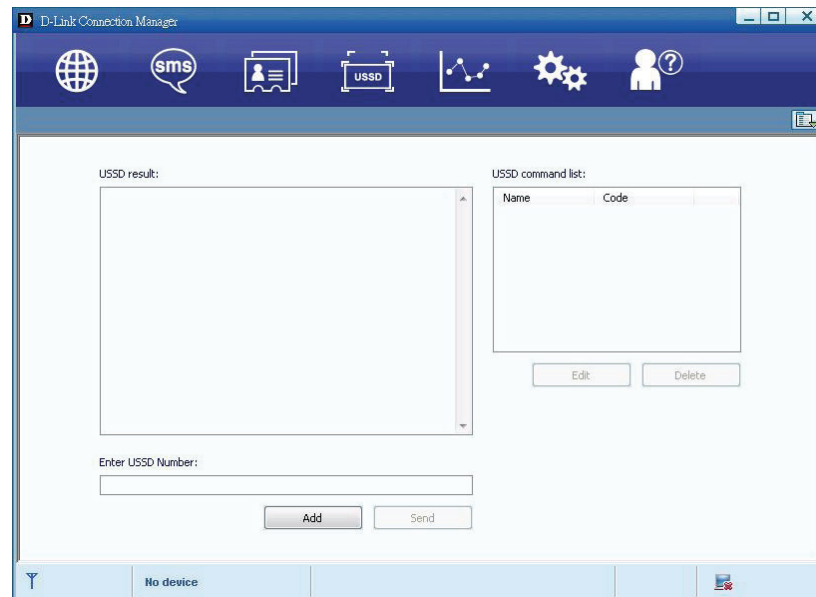 D D-Link Connection Manager
sms
USSD
USSD result:
USSD command list:
Name Code
Edit Delete
Enter USSD Number:
Add Send
No device